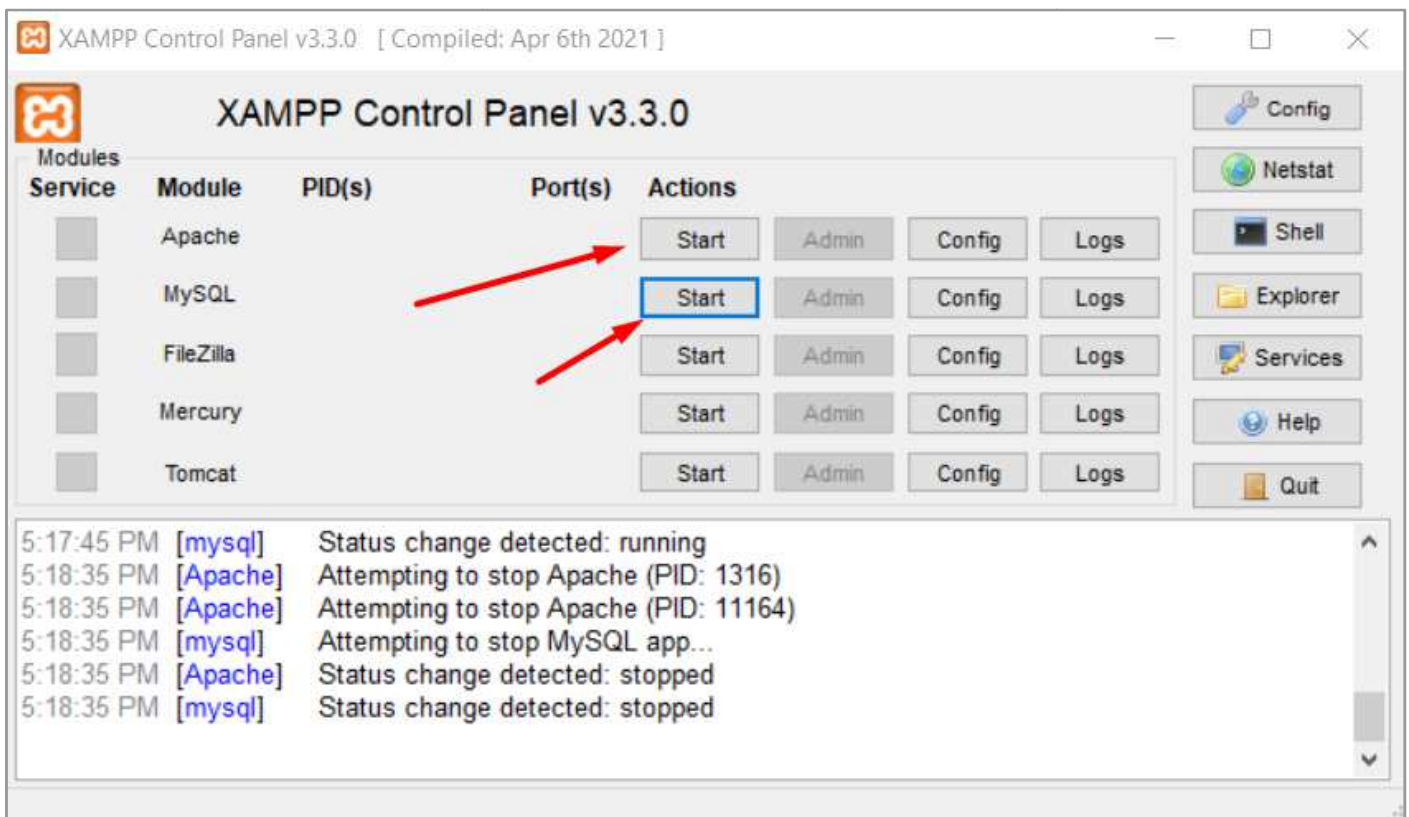 XAMPP Control Panel v3.3.0 [ Compiled: Apr 6th 2021 ]
XAMPP Control Panel v3.3.0
Config
Modules
Service Module PID(s) Port(s) Actions
Netstat
Apache Start Admin Config Logs
Shell
MySQL Start Admin Config Logs
Explorer
FileZilla Start Admin Config Logs
Services
Mercury Start Admin Config Logs
Help
Tomcat Start Admin Config Logs
Quit
5:17:45 PM [mysql] Status change detected: running
5:18:35 PM [Apache] Attempting to stop Apache (PID: 1316)
5:18:35 PM [Apache] Attempting to stop Apache (PID: 11164)
5:18:35 PM [mysql] Attempting to stop MySQL app...
5:18:35 PM [Apache] Status change detected: stopped
5:18:35 PM [mysql] Status change detected: stopped